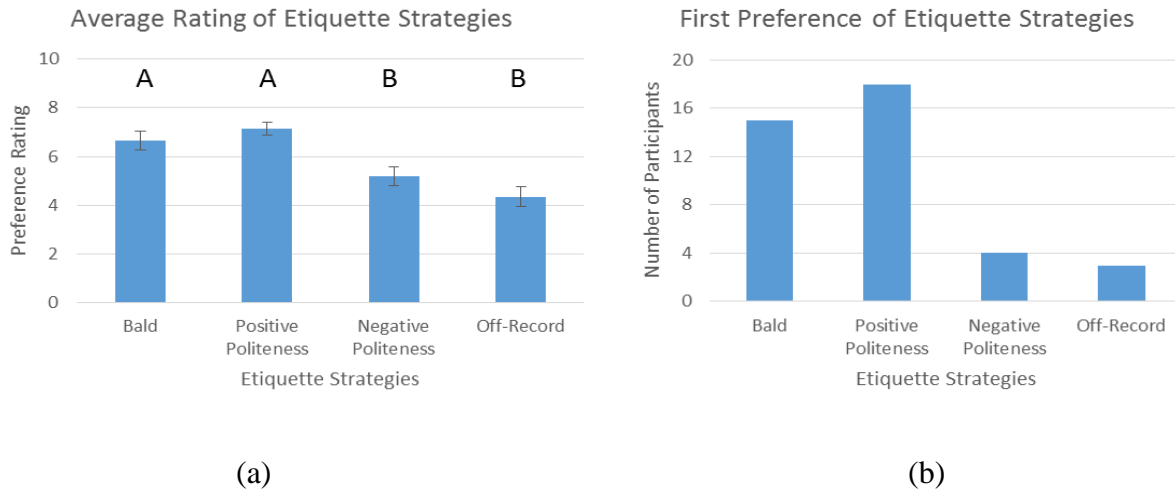 Average Rating of Etiquette Strategies
10
8
6
4
2
0
A A B B
Preference Rating
Bald Positive Negative Off-Record
Politeness Politeness
Etiquette Strategies
(a)
First Preference of Etiquette Strategies
20
16
12
8
4
0
Number of Participants
Bald Positive Negative Off-Record
Politeness Politeness
Etiquette Strategies
(b)